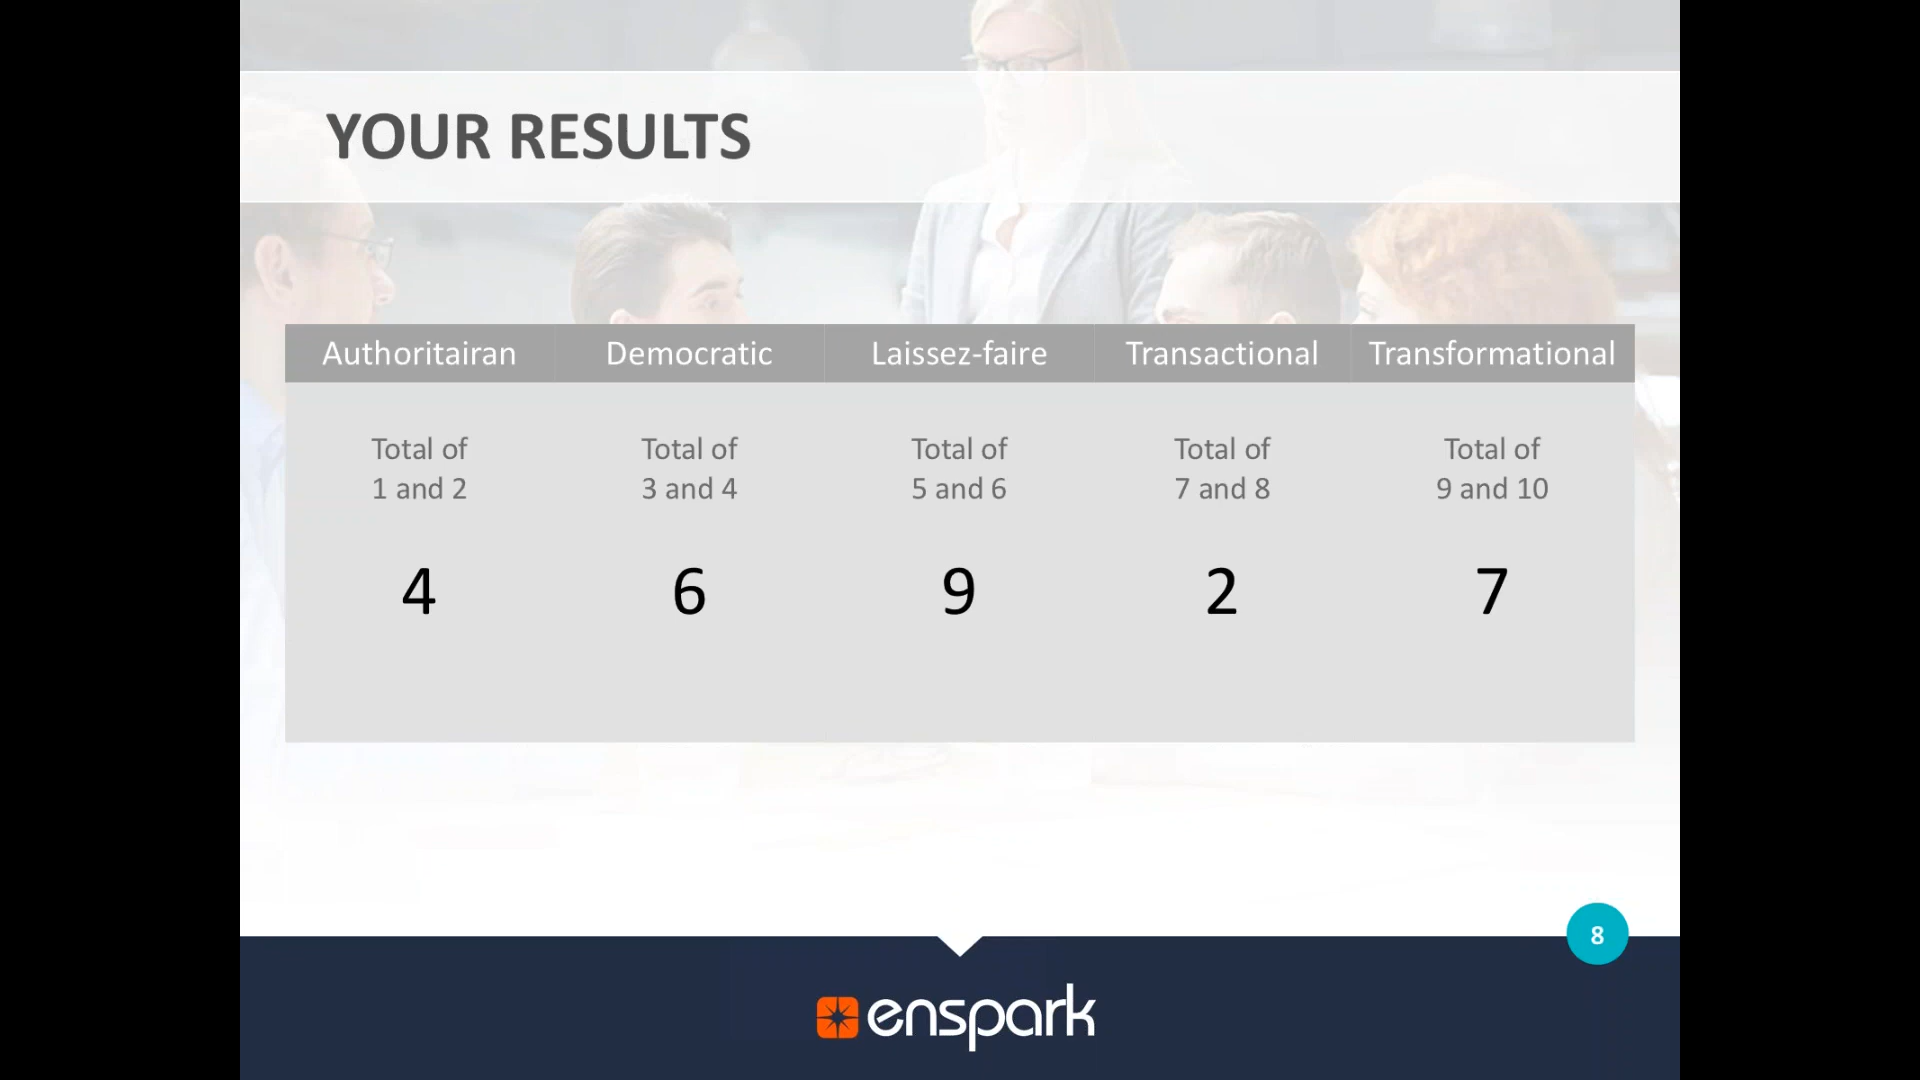 YOUR RESULTS
Authoritairan Democratic Laissez-faire Transactional Transformational
Total of Total of Total of Total of Total of
1 and 2 3 and 4 5 and 6 7 and 8 9 and 10
4 6 9 2 7
8
enspark